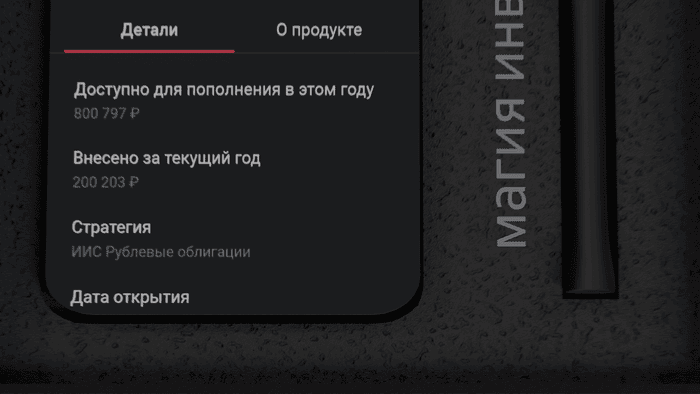 Детали
О продукте
Доступно для пополнения в этом году
800 797 ₽
Внесено за текущий год
200 203 ₽
Стратегия
ИИС Рублевые облигации
Дата открытия
магия инв